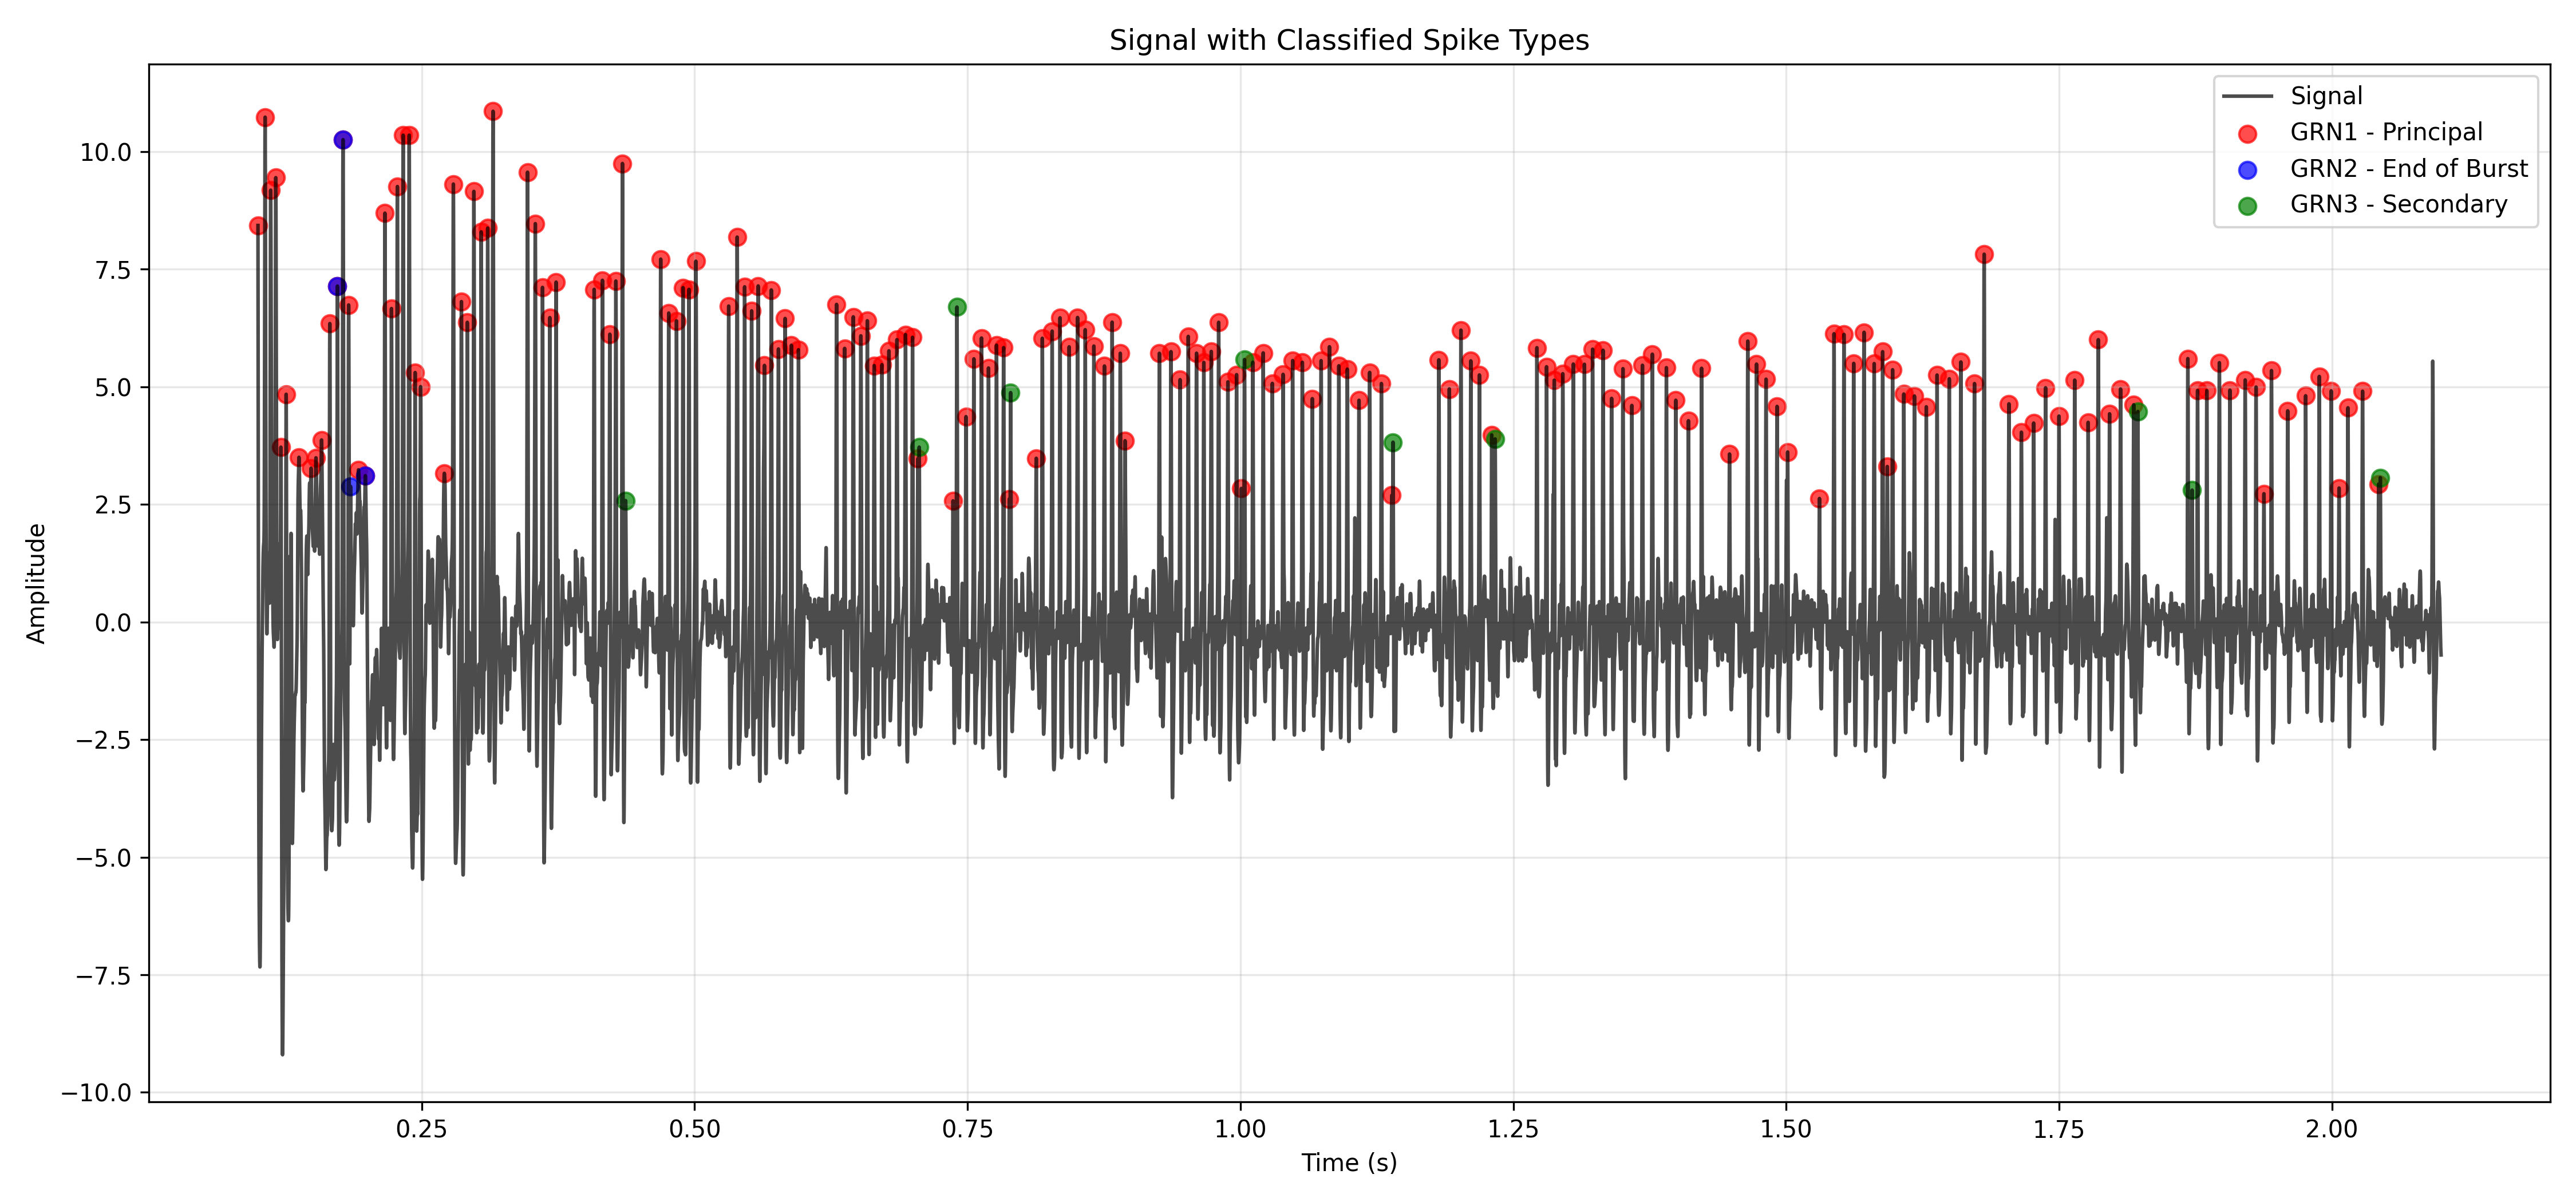 Signal with Classified Spike Types
Signal
GRN1 - Principal
GRN2 - End of Burst
GRN3 - Secondary
Amplitude
10.0
7.5
5.0
2.5
0.0
−2.5
−5.0
−7.5
−10.0
0.25 0.50 0.75 1.00 1.25 1.50 1.75 2.00
Time (s)